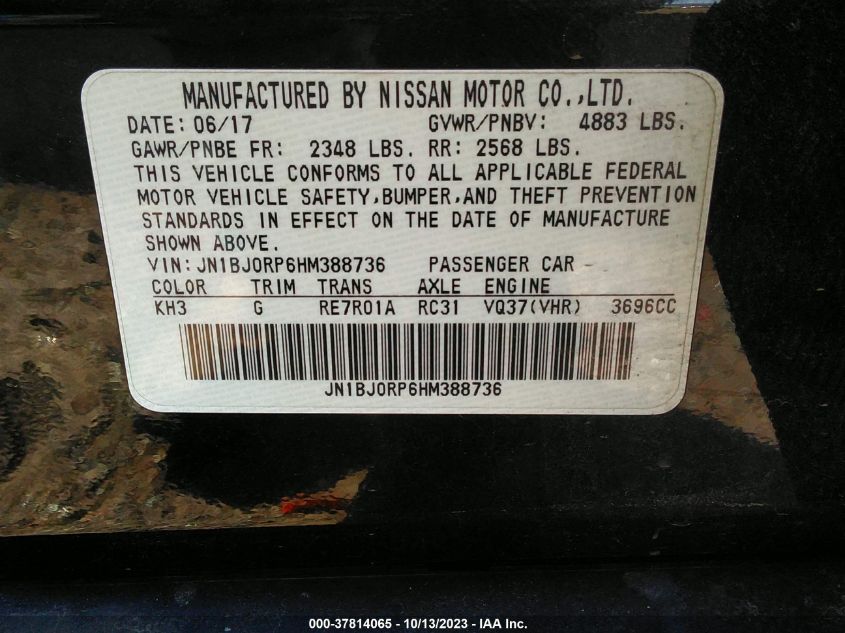 MANUFACTURED BY NISSAN MOTOR CO.,LTD.
DATE: 06/17 GVWR/PNBV: 4883 LBS.
GAWR/PNBE FR: 2348 LBS. RR: 2568 LBS.
THIS VEHICLE CONFORMS TO ALL APPLICABLE FEDERAL
MOTOR VEHICLE SAFETY,BUMPER,AND THEFT PREVENTION
STANDARDS IN EFFECT ON THE DATE OF MANUFACTURE
SHOWN ABOVE.
VIN: JN1BJ0RP6HM388736 PASSENGER CAR
COLOR TRIM TRANS AXLE ENGINE
KH3 G RE7R01A RC31 VQ37(VHR) 3696CC
JN1BJ0RP6HM388736
000-37814065 - 10/13/2023 - IAA Inc.